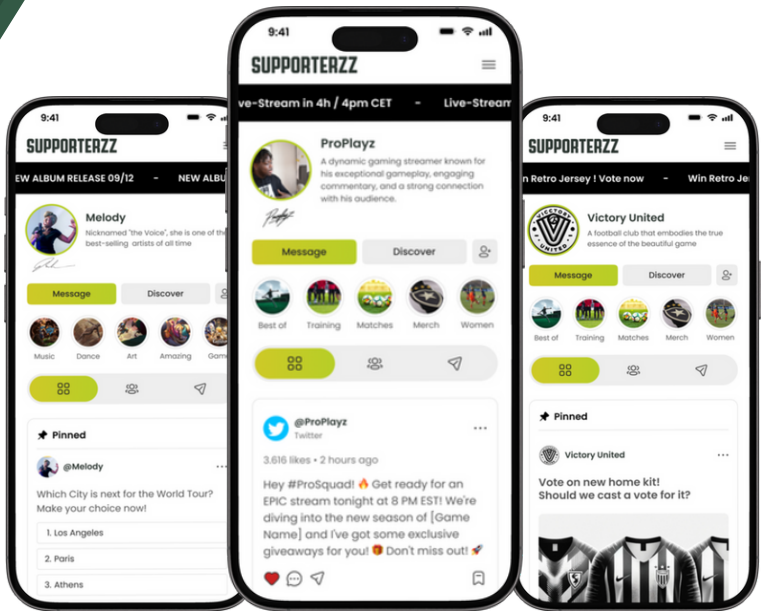 9:41
SUPPORTERZZ
EW ALBUM RELEASE 09/12 - NEW ALBU
Melody
Nicknamed "the Voice", she is one of the
best-selling artists of all time
Message
Discover
Music
Dance
Art
Amazing
Gam
Pinned
@Melody
Which City is next for the World Tour?
Make your choice now!
1. Los Angeles
2. Paris
3. Athens
9:41
SUPPORTERZZ
ve-Stream in 4h / 4pm CET - Live-Stream
ProPlayz
A dynamic gaming streamer known for
his exceptional gameplay, engaging
commentary, and a strong connection
with his audience.
Message
Discover
Best of
Training
Matches
Merch
Women
@ProPlayz
Twitter
3.616 likes • 2 hours ago
Hey #ProSquad! 🔥 Get ready for an
EPIC stream tonight at 8 PM EST! We're
diving into the new season of [Game
Name] and I've got some exclusive
giveaways for you! 🎁 Don't miss out! 🚀
9:41
SUPPORTERZZ
n Retro Jersey ! Vote now - Win Retro Je
Victory United
A football club that embodies the true
essence of the beautiful game
Message
Discover
Best of
Training
Matches
Merch
Women
Pinned
Victory United
Vote on new home kit!
Should we cast a vote for it?